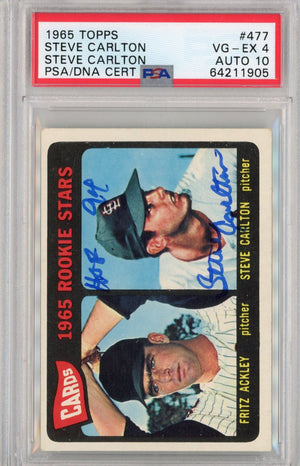 1965 TOPPS #477
STEVE CARLTON VG-EX 4
STEVE CARLTON AUTO 10
PSA/DNA CERT PSA 64211905
CARDS 1965 ROOKIE STARS
HOF 94
Steve Carlton
STEVE CARLTON pitcher
FRITZ ACKLEY pitcher